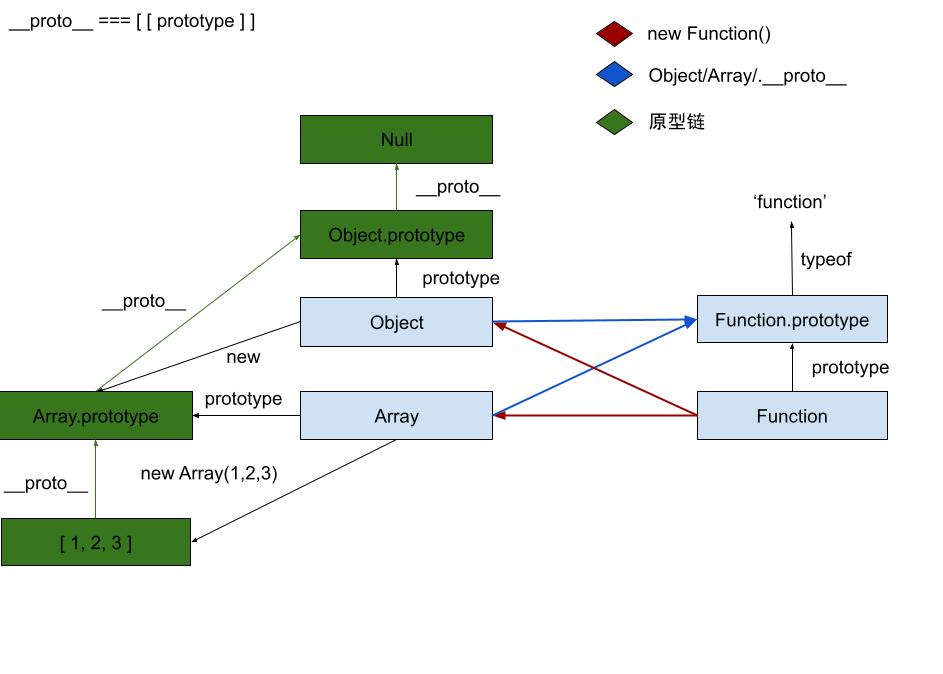 __proto__ === [ [ prototype ] ]
new Function()
Object/Array/.__proto__
原型链
Null
__proto__
'function'
Object.prototype
typeof
prototype
__proto__
Object
Function.prototype
new
prototype
prototype
Array.prototype
Array
Function
new Array(1,2,3)
__proto__
[ 1, 2, 3 ]